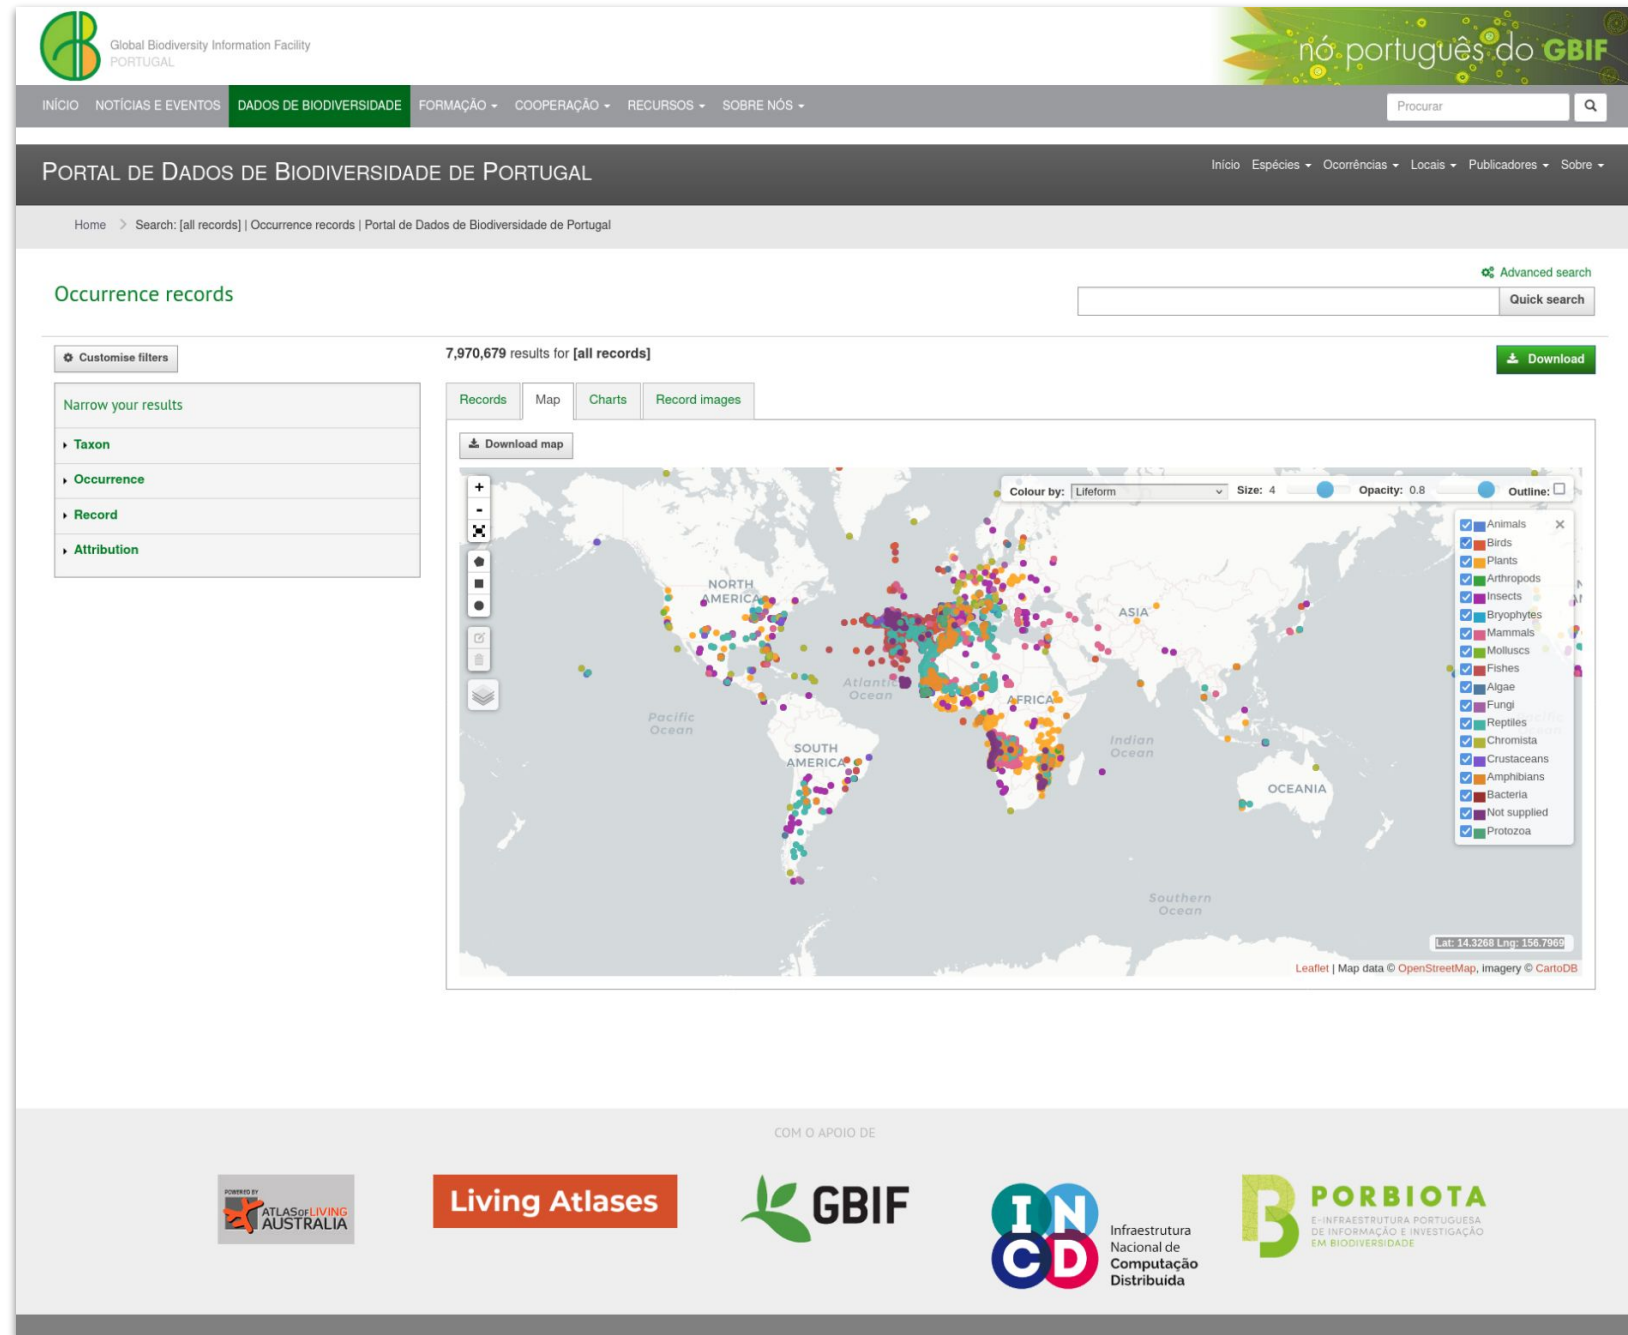 Global Biodiversity Information Facility
PORTUGAL
nó português do GBIF
INÍCIO NOTÍCIAS E EVENTOS DADOS DE BIODIVERSIDADE FORMAÇÃO COOPERAÇÃO RECURSOS SOBRE NÓS Procurar
PORTAL DE DADOS DE BIODIVERSIDADE DE PORTUGAL
Início Espécies Ocorrências Locais Publicadores Sobre
Home Search: [all records] | Occurrence records | Portal de Dados de Biodiversidade de Portugal
Advanced search
Occurrence records
Quick search
Customise filters
7,970,679 results for [all records]
Download
Narrow your results
Taxon
Occurrence
Record
Attribution
Records Map Charts Record images
Download map
+
-
Colour by: Lifeform Size: 4 Opacity: 0.8 Outline:
Animals ×
Birds
Plants
Arthropods
Insects
Bryophytes
Mammals
Molluscs
Fishes
Algae
Fungi
Reptiles
Chromista
Crustaceans
Amphibians
Bacteria
Not supplied
Protozoa
NORTH
AMERICA
ASIA
Atlantic
Ocean
AFRICA
Pacific
Ocean
SOUTH
AMERICA
Indian
Ocean
OCEANIA
Southern
Ocean
Lat: 14.3268 Lng: 156.7969
Leaflet | Map data © OpenStreetMap, imagery © CartoDB
COM O APOIO DE
POWERED BY
ATLAS OF LIVING
AUSTRALIA
Living Atlases
GBIF
INCD
Infraestrutura
Nacional de
Computação
Distribuída
PORBIOTA
E-INFRAESTRUTURA PORTUGUESA
DE INFORMAÇÃO E INVESTIGAÇÃO
EM BIODIVERSIDADE